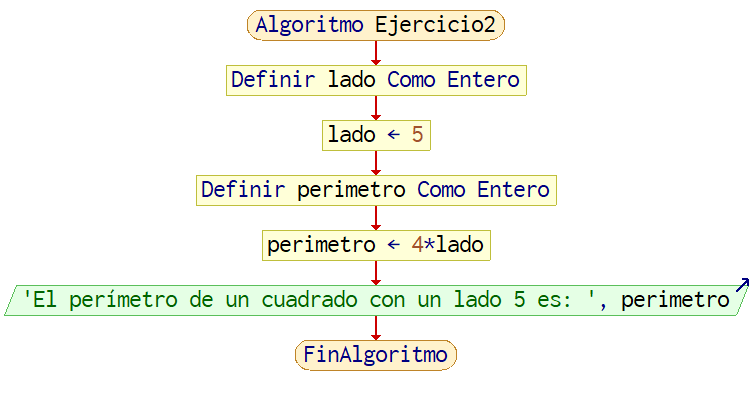 Algoritmo Ejercicio2
Definir lado Como Entero
lado ← 5
Definir perimetro Como Entero
perimetro ← 4*lado
'El perímetro de un cuadrado con un lado 5 es: ', perimetro
FinAlgoritmo